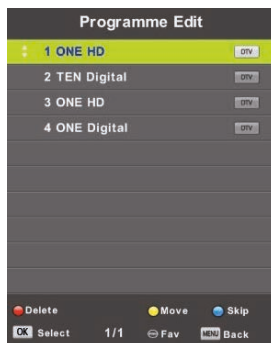 Programme Edit
1 ONE HD DTV
2 TEN Digital DTV
3 ONE HD DTV
4 ONE Digital DTV
Delete Move Skip
OK Select 1/1 Fav MENU Back